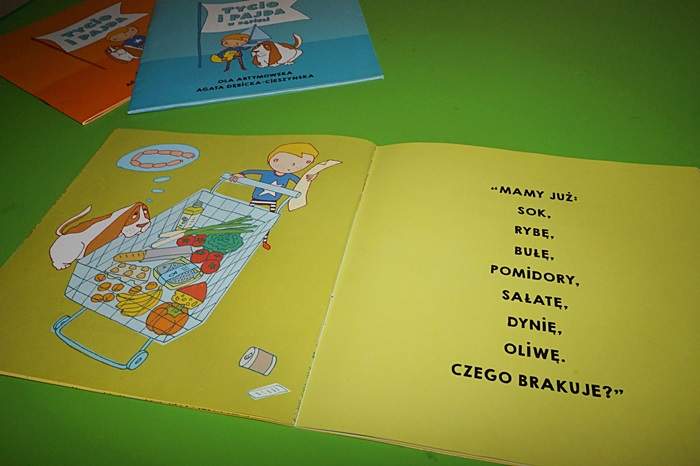 TYCIO
I PAJDA
TYCIO
I PAJDA
W KĄPIELI
OLA ARTYMOWSKA
AGATA DĘBICKA-CIESZYŃSKA
"MAMY JUŻ:
SOK,
RYBĘ,
BUŁĘ,
POMIDORY,
SAŁATĘ,
DYNIĘ,
OLIWĘ.
CZEGO BRAKUJE?"